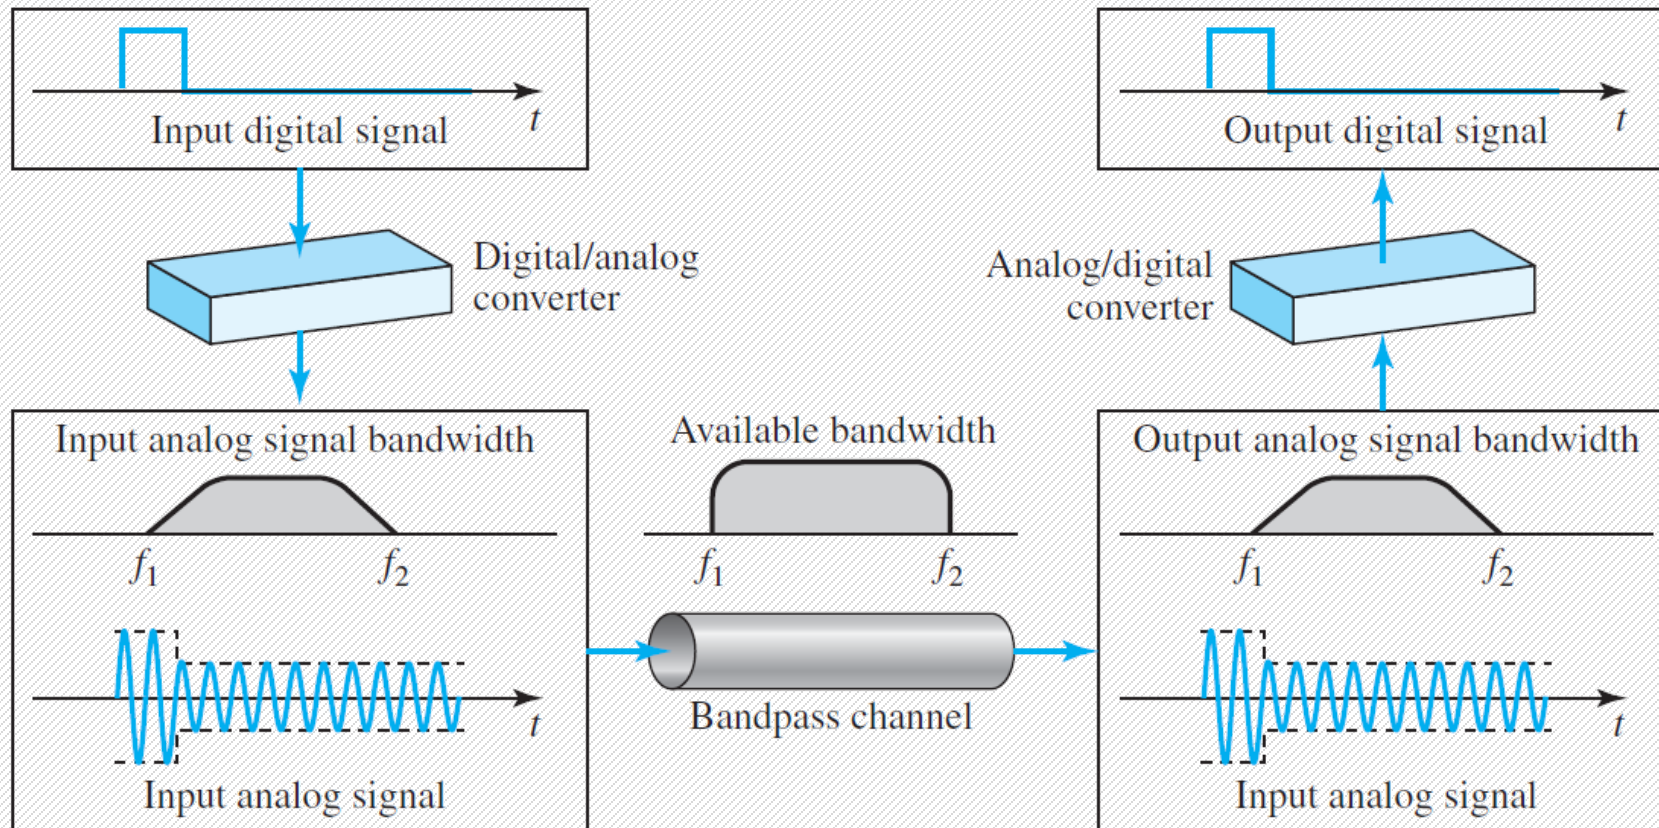 t
Input digital signal
t
Output digital signal
Digital/analog
converter
Analog/digital
converter
Input analog signal bandwidth
f1
f2
t
Input analog signal
Available bandwidth
f1
f2
Bandpass channel
Output analog signal bandwidth
f1
f2
t
Input analog signal